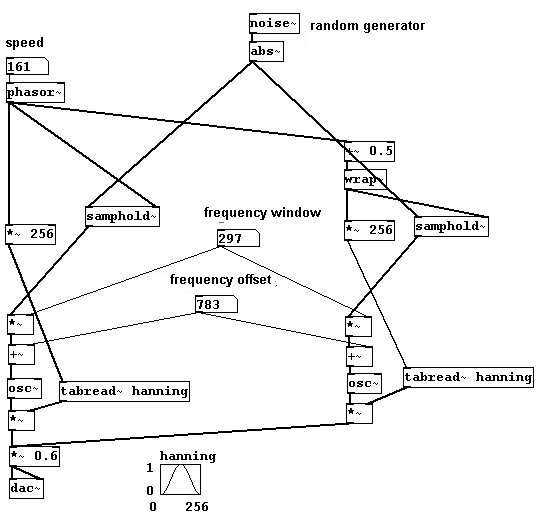 noise~
random generator
speed
abs~
161
phasor~
+~ 0.5
wrap~
samphold~
frequency window
*~ 256
297
*~ 256
samphold~
frequency offset
783
*~
*~
+~
+~
osc~
tabread~ hanning
osc~
tabread~ hanning
*~
*~
*~ 0.6
hanning
1
dac~
0
0 256